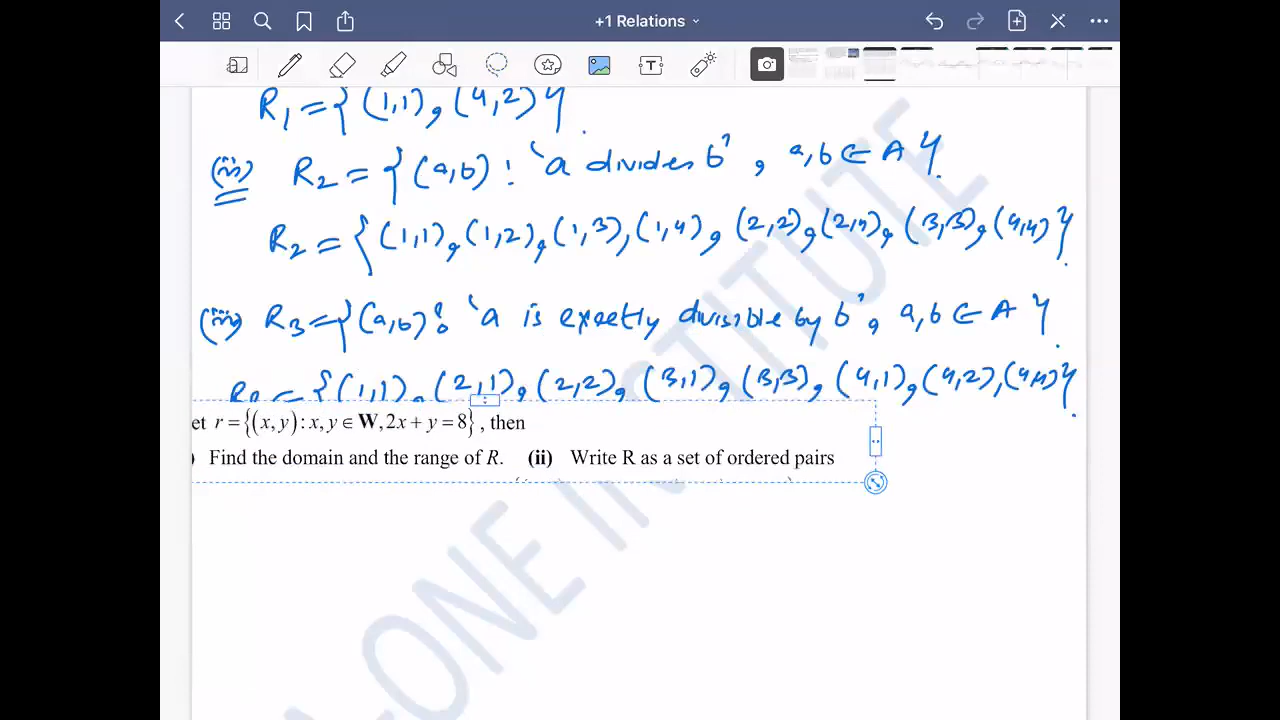 +1 Relations
R1 = {(1,1), (4,2)}.
(ii) R2 = {(a,b) : 'a divides b', a,b ∈ A}.
R2 = {(1,1), (1,2), (1,3), (1,4), (2,2), (2,4), (3,3), (4,4)}.
(iii) R3 = {(a,b) : 'a is exectly divisible by b', a,b ∈ A}.
R3 = {(1,1), (2,1), (2,2), (3,1), (3,3), (4,1), (4,2), (4,4)}.
et r = {(x, y) : x, y ∈ W, 2x + y = 8}, then
) Find the domain and the range of R. (ii) Write R as a set of ordered pairs
-ONE INSTITUTE